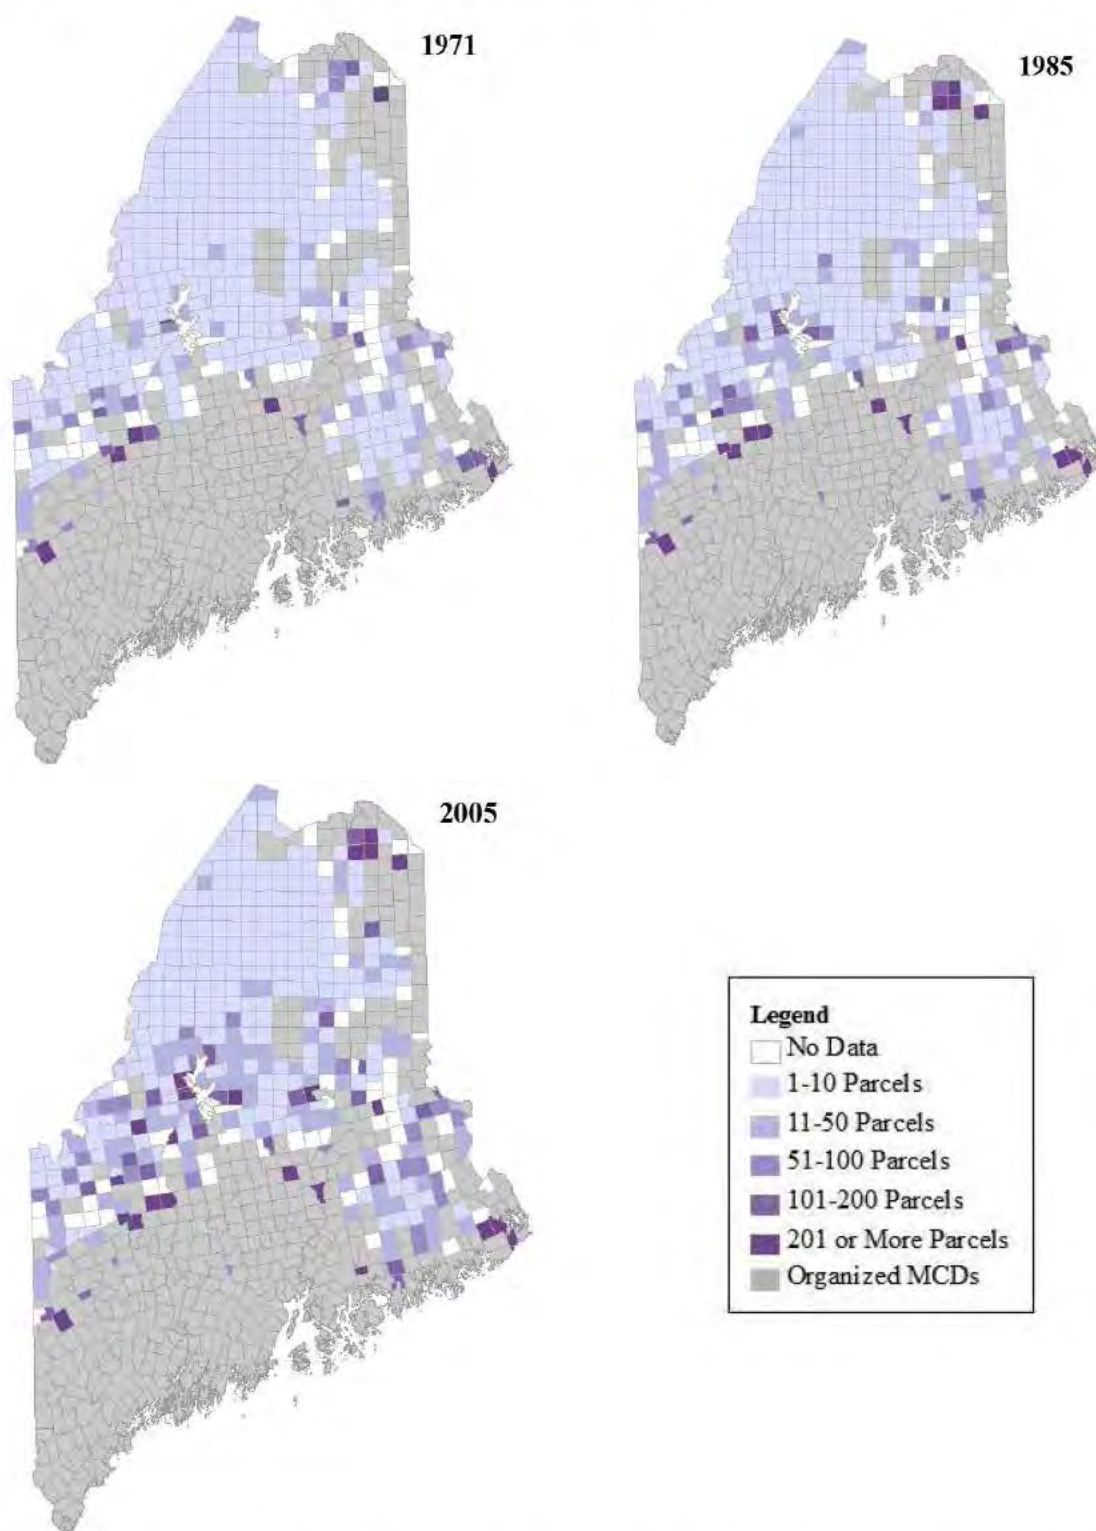 1971
1985
2005
Legend
No Data
1-10 Parcels
11-50 Parcels
51-100 Parcels
101-200 Parcels
201 or More Parcels
Organized MCDs